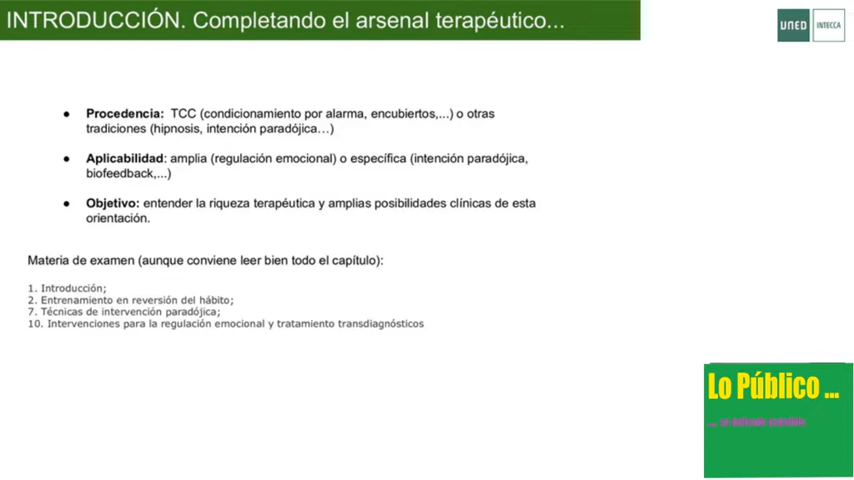 INTRODUCCIÓN. Completando el arsenal terapéutico...
UNED
INTECCA
● Procedencia: TCC (condicionamiento por alarma, encubiertos,...) o otras
tradiciones (hipnosis, intención paradójica…)
● Aplicabilidad: amplia (regulación emocional) o específica (intención paradójica,
biofeedback,...)
● Objetivo: entender la riqueza terapéutica y amplias posibilidades clínicas de esta
orientación.
Materia de examen (aunque conviene leer bien todo el capítulo):
1. Introducción;
2. Entrenamiento en reversión del hábito;
7. Técnicas de intervención paradójica;
10. Intervenciones para la regulación emocional y tratamiento transdiagnósticos
Lo Público ...